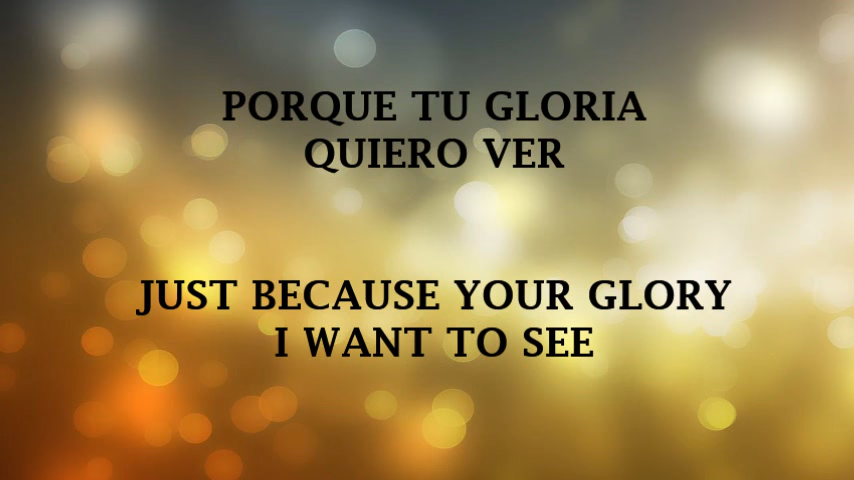 PORQUE TU GLORIA
QUIERO VER
JUST BECAUSE YOUR GLORY
I WANT TO SEE